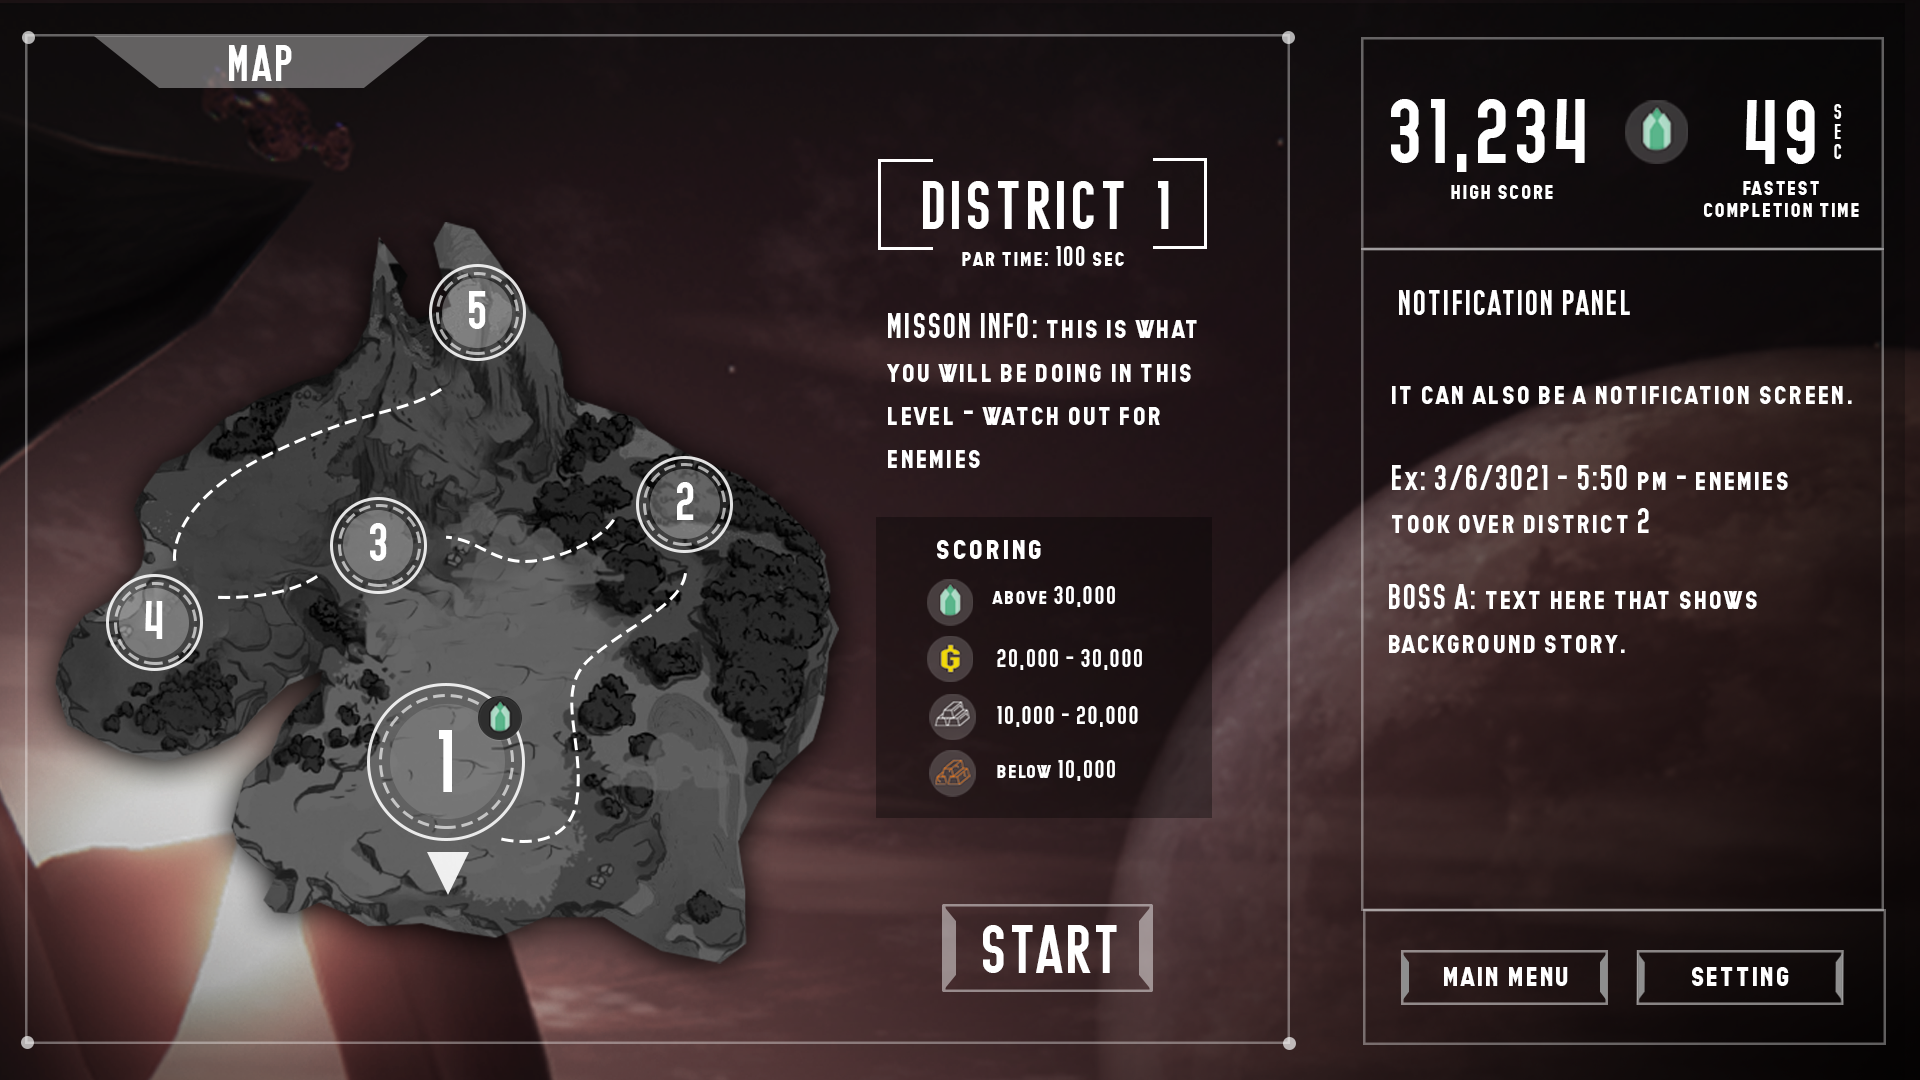 MAP
5
2
3
4
1
DISTRICT 1
PAR TIME: 100 SEC
MISSON INFO: THIS IS WHAT
YOU WILL BE DOING IN THIS
LEVEL - WATCH OUT FOR
ENEMIES
SCORING
ABOVE 30,000
20,000 - 30,000
10,000 - 20,000
BELOW 10,000
START
31,234
HIGH SCORE
49 SEC
FASTEST
COMPLETION TIME
NOTIFICATION PANEL
IT CAN ALSO BE A NOTIFICATION SCREEN.
Ex: 3/6/3021 - 5:50 PM - ENEMIES
TOOK OVER DISTRICT 2
BOSS A: TEXT HERE THAT SHOWS
BACKGROUND STORY.
MAIN MENU
SETTING